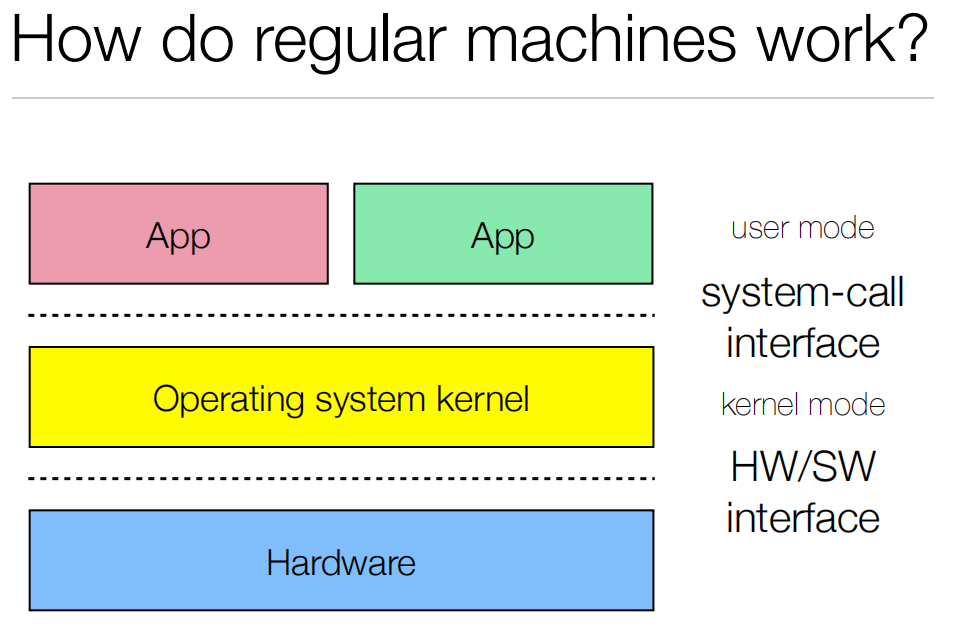 How do regular machines work?
App
App
user mode
system-call
interface
Operating system kernel
kernel mode
HW/SW
interface
Hardware